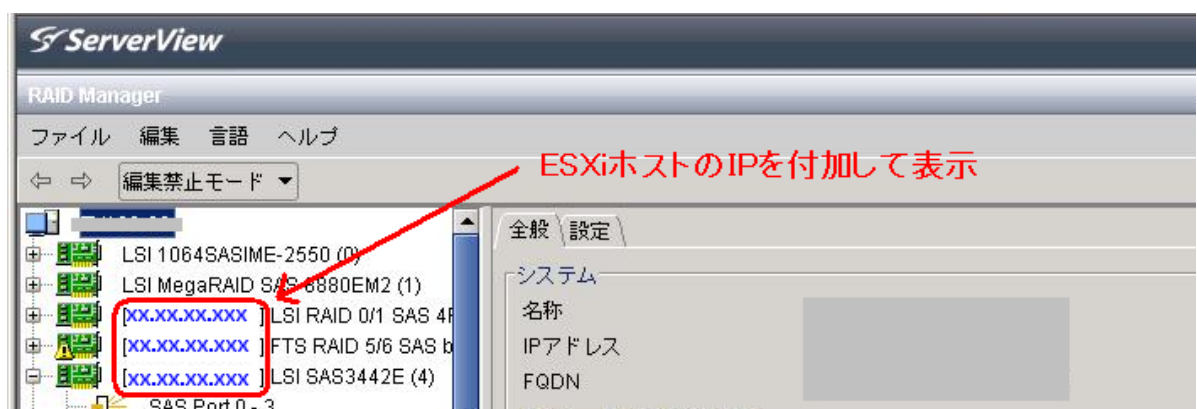 ServerView
RAID Manager
ファイル 編集 言語 ヘルプ
編集禁止モード
ESXiホストのIPを付加して表示
LSI 1064SASIME-2550 (0)
LSI MegaRAID SAS 8880EM2 (1)
[xx.xx.xx.xxx ] LSI RAID 0/1 SAS 4P
[xx.xx.xx.xxx ] FTS RAID 5/6 SAS b
[xx.xx.xx.xxx ] LSI SAS3442E (4)
SAS Port 0 - 3
全般 設定
システム
名称
IPアドレス
FQDN